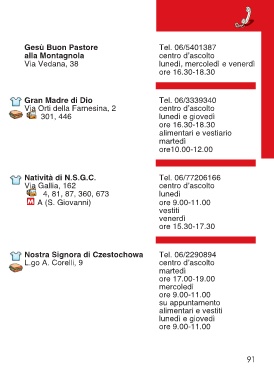 Gesù Buon Pastore
alla Montagnola
Via Vedana, 38
Tel. 06/5401387
centro d'ascolto
lunedì, mercoledì e venerdì
ore 16.30-18.30
Gran Madre di Dio
Via Orti della Farnesina, 2
301, 446
Tel. 06/3339340
centro d'ascolto
lunedì e giovedì
ore 16.30-18.30
alimentari e vestiario
martedì
ore10.00-12.00
Natività di N.S.G.C.
Via Gallia, 162
4, 81, 87, 360, 673
M A (S. Giovanni)
Tel. 06/77206166
centro d'ascolto
lunedì
ore 9.00-11.00
vestiti
venerdì
ore 15.30-17.30
Nostra Signora di Czestochowa
L.go A. Corelli, 9
Tel. 06/2290894
centro d'ascolto
martedì
ore 17.00-19.00
mercoledì
ore 9.00-11.00
su appuntamento
alimentari e vestiti
lunedì e giovedì
ore 9.00-11.00
91